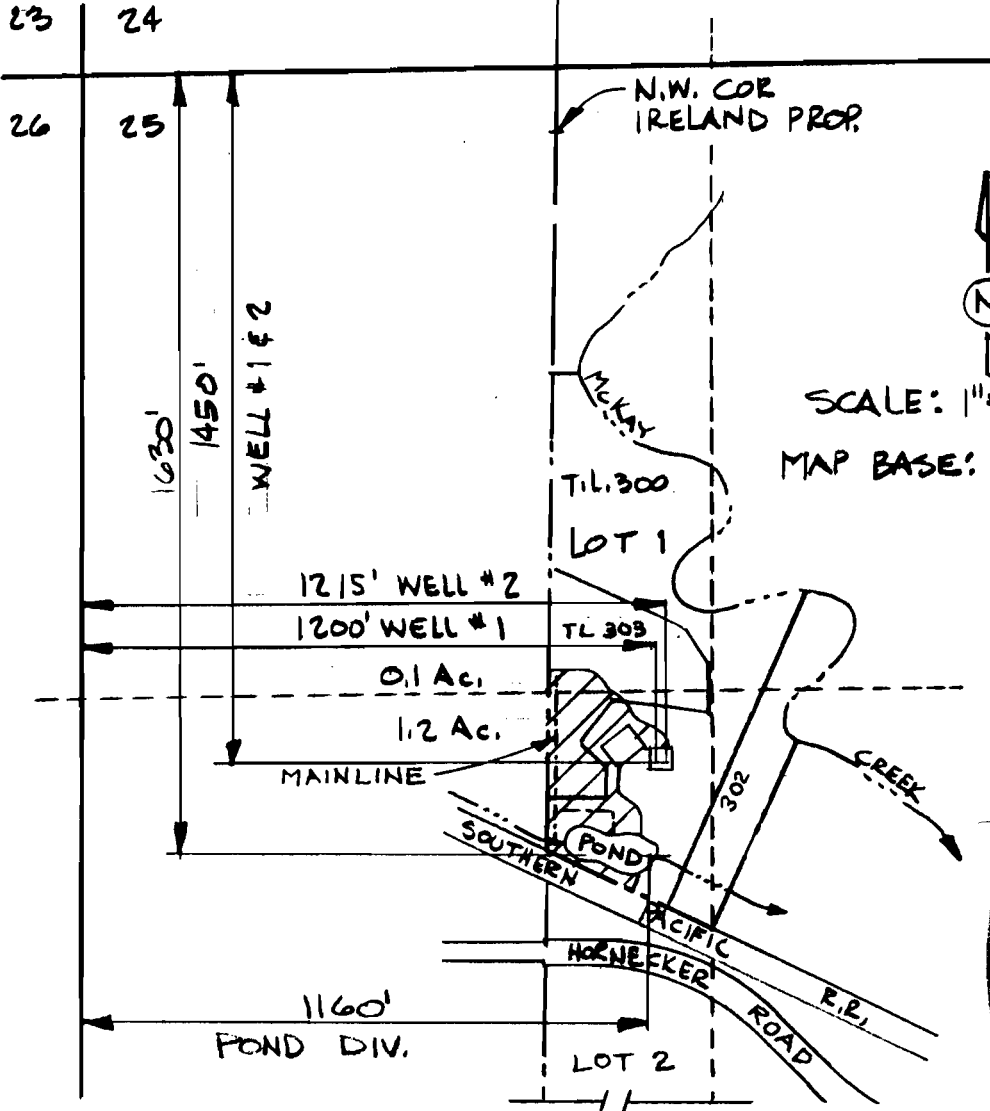 23 24
26 25
N.W. COR
IRELAND PROP.
N
SCALE: 1"=
MAP BASE:
1630'
1450'
WELL #1 & 2
McKAY
T.L. 300
LOT 1
1215' WELL #2
1200' WELL #1
TL 303
0.1 Ac.
1.2 Ac.
MAINLINE
302
CREEK
POND
SOUTHERN
PACIFIC
R.R.
HORNECKER
ROAD
1160'
POND DIV.
LOT 2